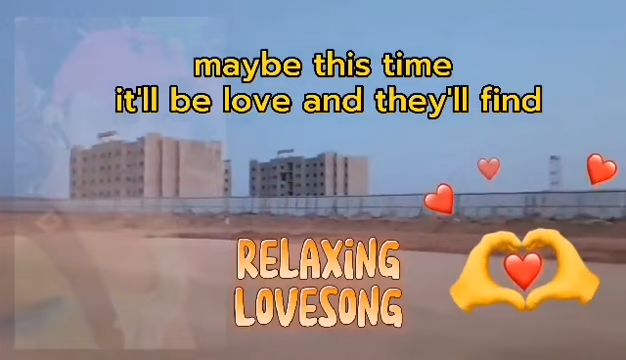 maybe this time
it'll be love and they'll find
RELAXiNG
LOVESONG